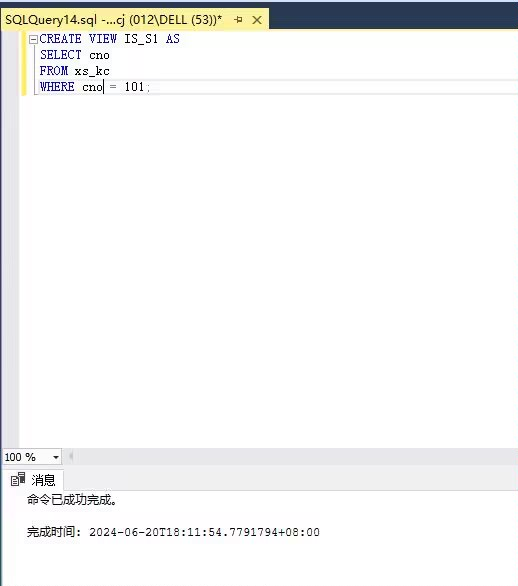 SQLQuery14.sql -...cj (012\DELL (53))*
CREATE VIEW IS_S1 AS
SELECT cno
FROM xs_kc
WHERE cno = 101;
100 %
消息
命令已成功完成。
完成时间: 2024-06-20T18:11:54.7791794+08:00